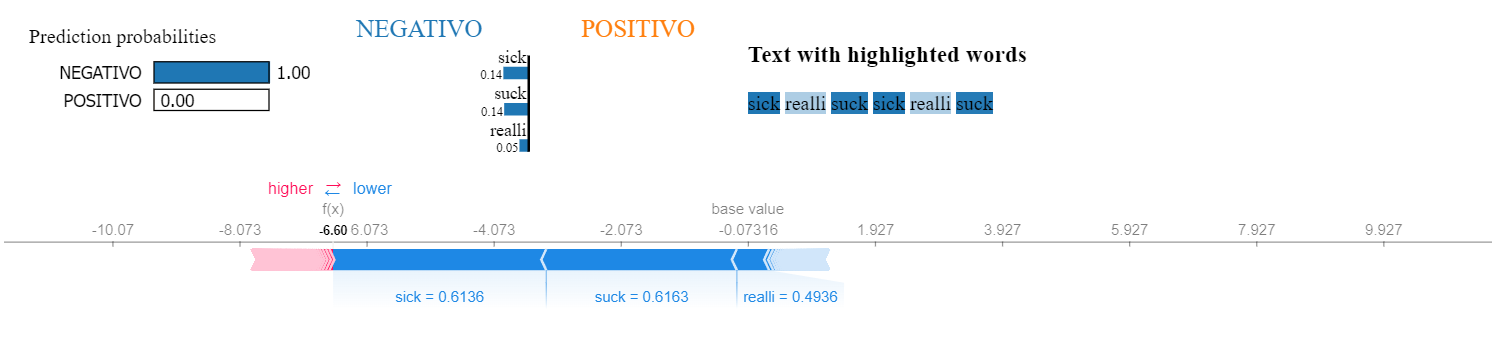 Prediction probabilities
NEGATIVO 1.00
POSITIVO 0.00
NEGATIVO POSITIVO
sick
0.14
suck
0.14
realli
0.05
Text with highlighted words
sick realli suck sick realli suck
higher ⇄ lower
f(x) base value
-10.07 -8.073 -6.60 6.073 -4.073 -2.073 -0.07316 1.927 3.927 5.927 7.927 9.927
sick = 0.6136 suck = 0.6163 realli = 0.4936